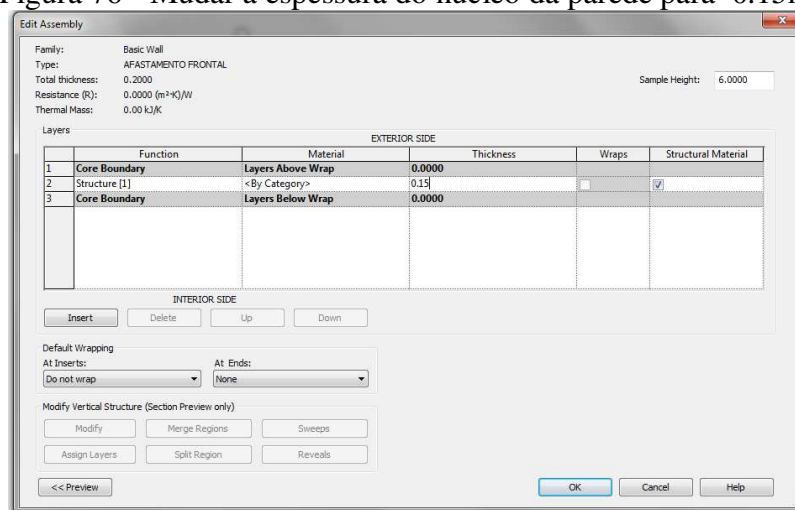 Figura 76 - Mudar a espessura do núcleo da parede para 0.15
Edit Assembly
Family: Basic Wall
Type: AFASTAMENTO FRONTAL
Total thickness: 0.2000 Sample Height: 6.0000
Resistance (R): 0.0000 (m²·K)/W
Thermal Mass: 0.00 kJ/K
Layers
EXTERIOR SIDE
Function Material Thickness Wraps Structural Material
1 Core Boundary Layers Above Wrap 0.0000
2 Structure [1] <By Category> 0.15
3 Core Boundary Layers Below Wrap 0.0000
INTERIOR SIDE
Insert Delete Up Down
Default Wrapping
At Inserts: At Ends:
Do not wrap None
Modify Vertical Structure (Section Preview only)
Modify Merge Regions Sweeps
Assign Layers Split Region Reveals
<< Preview OK Cancel Help